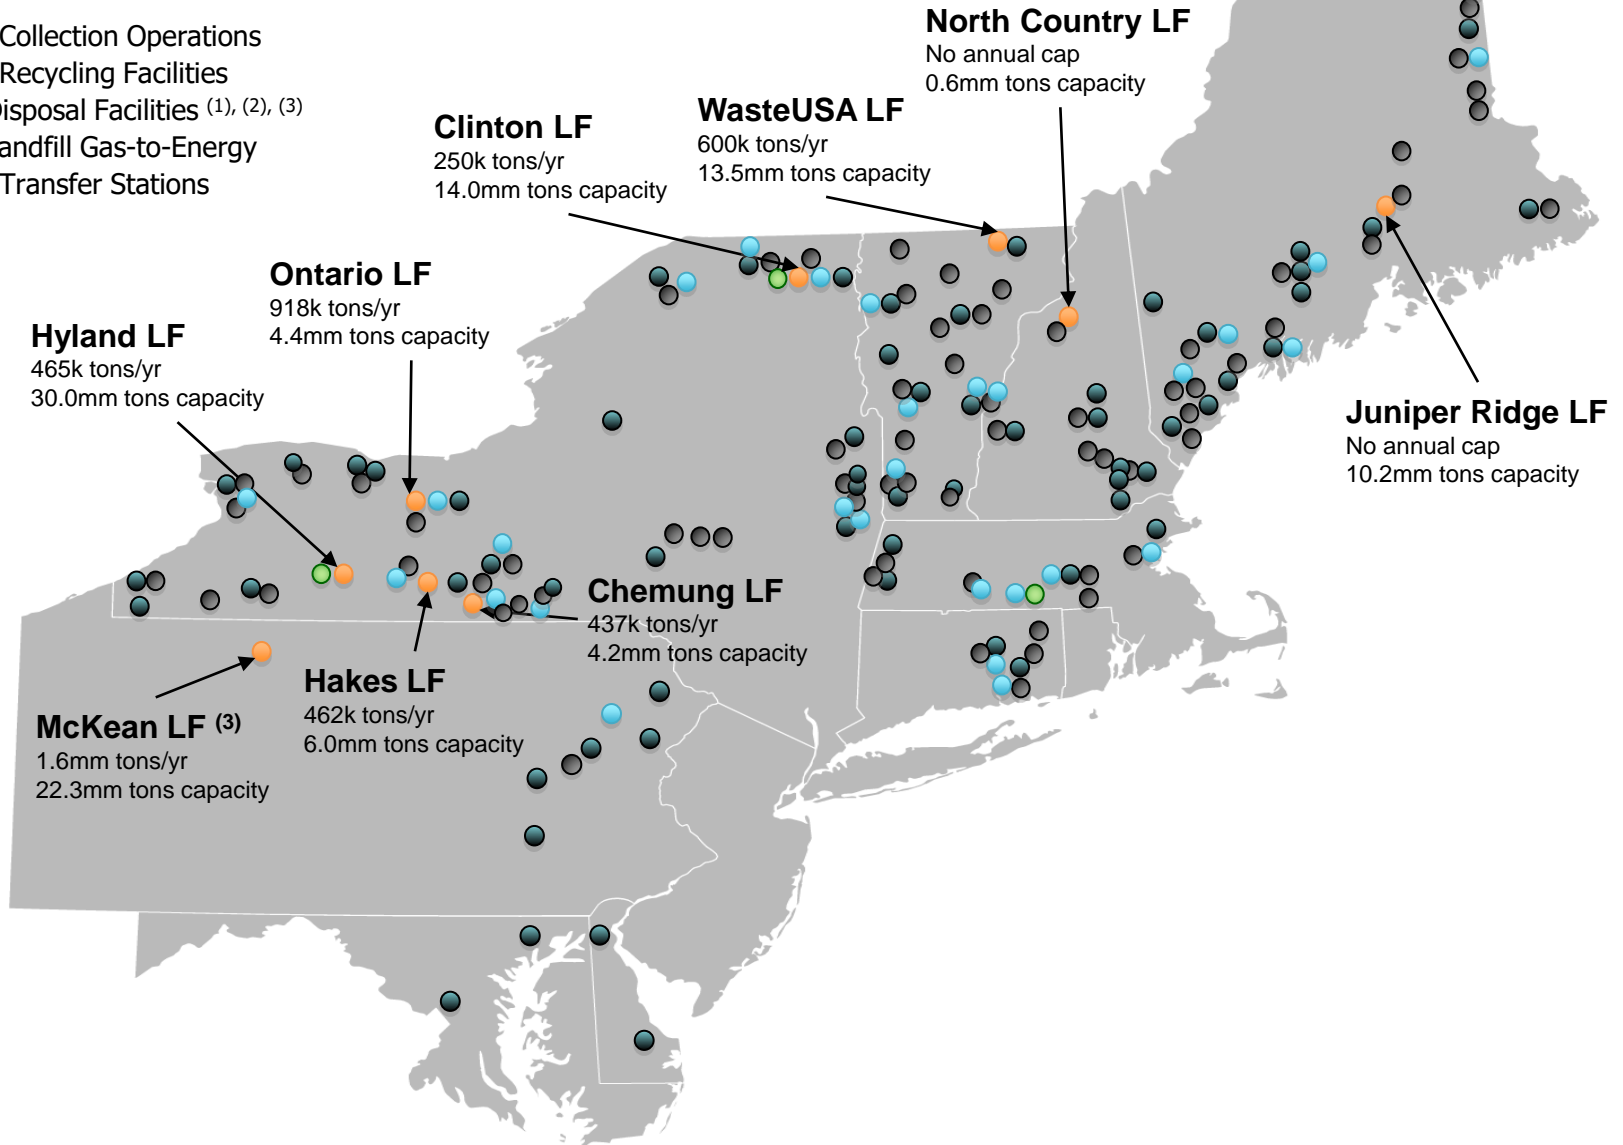 Collection Operations
Recycling Facilities
isposal Facilities (1), (2), (3)
andfill Gas-to-Energy
Transfer Stations
North Country LF
No annual cap
0.6mm tons capacity
WasteUSA LF
600k tons/yr
13.5mm tons capacity
Clinton LF
250k tons/yr
14.0mm tons capacity
Ontario LF
918k tons/yr
4.4mm tons capacity
Hyland LF
465k tons/yr
30.0mm tons capacity
Juniper Ridge LF
No annual cap
10.2mm tons capacity
Chemung LF
437k tons/yr
4.2mm tons capacity
Hakes LF
462k tons/yr
6.0mm tons capacity
McKean LF (3)
1.6mm tons/yr
22.3mm tons capacity